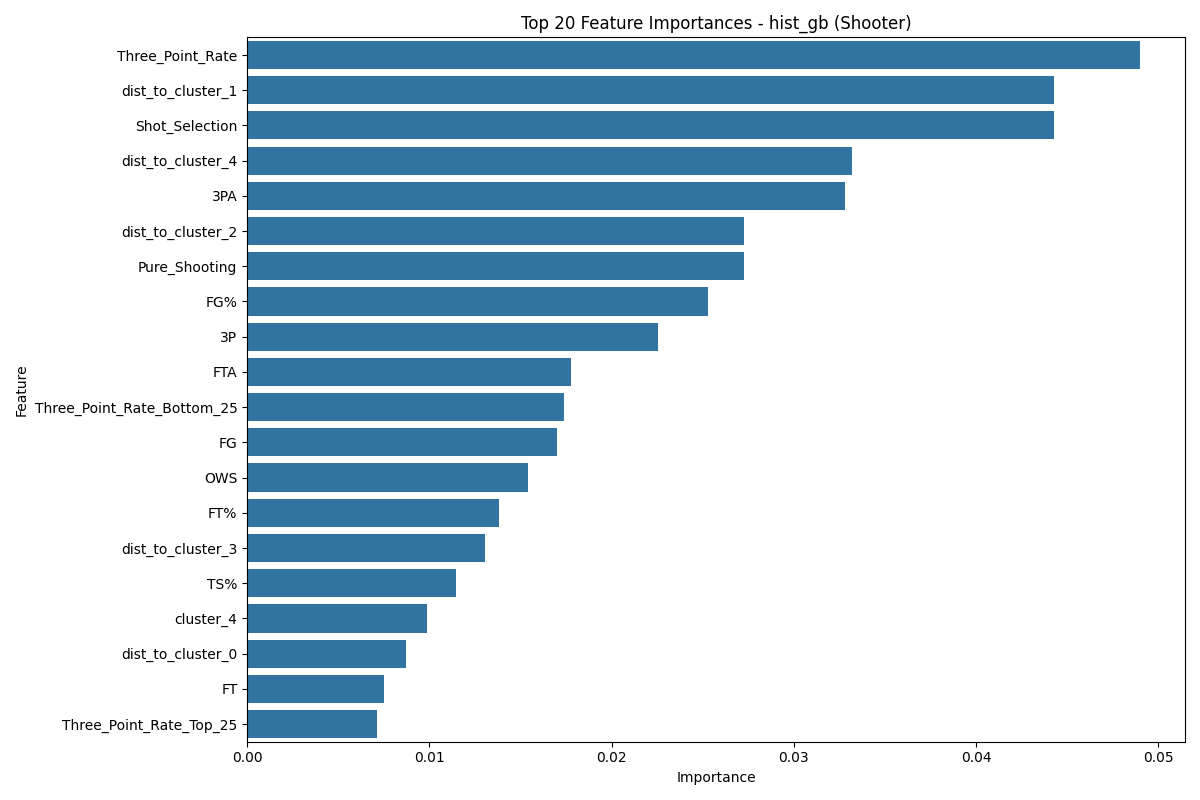 Top 20 Feature Importances - hist_gb (Shooter)
Three_Point_Rate
dist_to_cluster_1
Shot_Selection
dist_to_cluster_4
3PA
dist_to_cluster_2
Pure_Shooting
FG%
3P
FTA
Three_Point_Rate_Bottom_25
FG
OWS
FT%
dist_to_cluster_3
TS%
cluster_4
dist_to_cluster_0
FT
Three_Point_Rate_Top_25
Feature
0.00 0.01 0.02 0.03 0.04 0.05
Importance